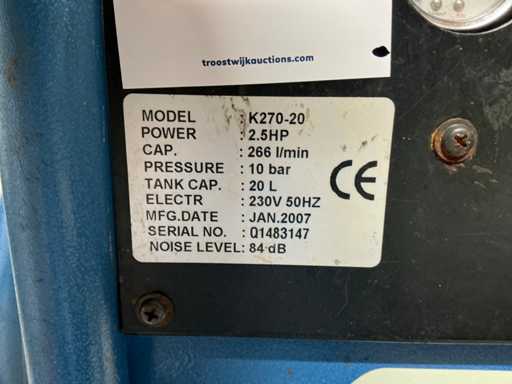 troostwijkauctions.com
MODEL : K270-20
POWER : 2.5HP
CAP. : 266 l/min
PRESSURE : 10 bar
TANK CAP. : 20 L
ELECTR : 230V 50HZ
MFG.DATE : JAN.2007
SERIAL NO. : Q1483147
NOISE LEVEL: 84 dB
CE